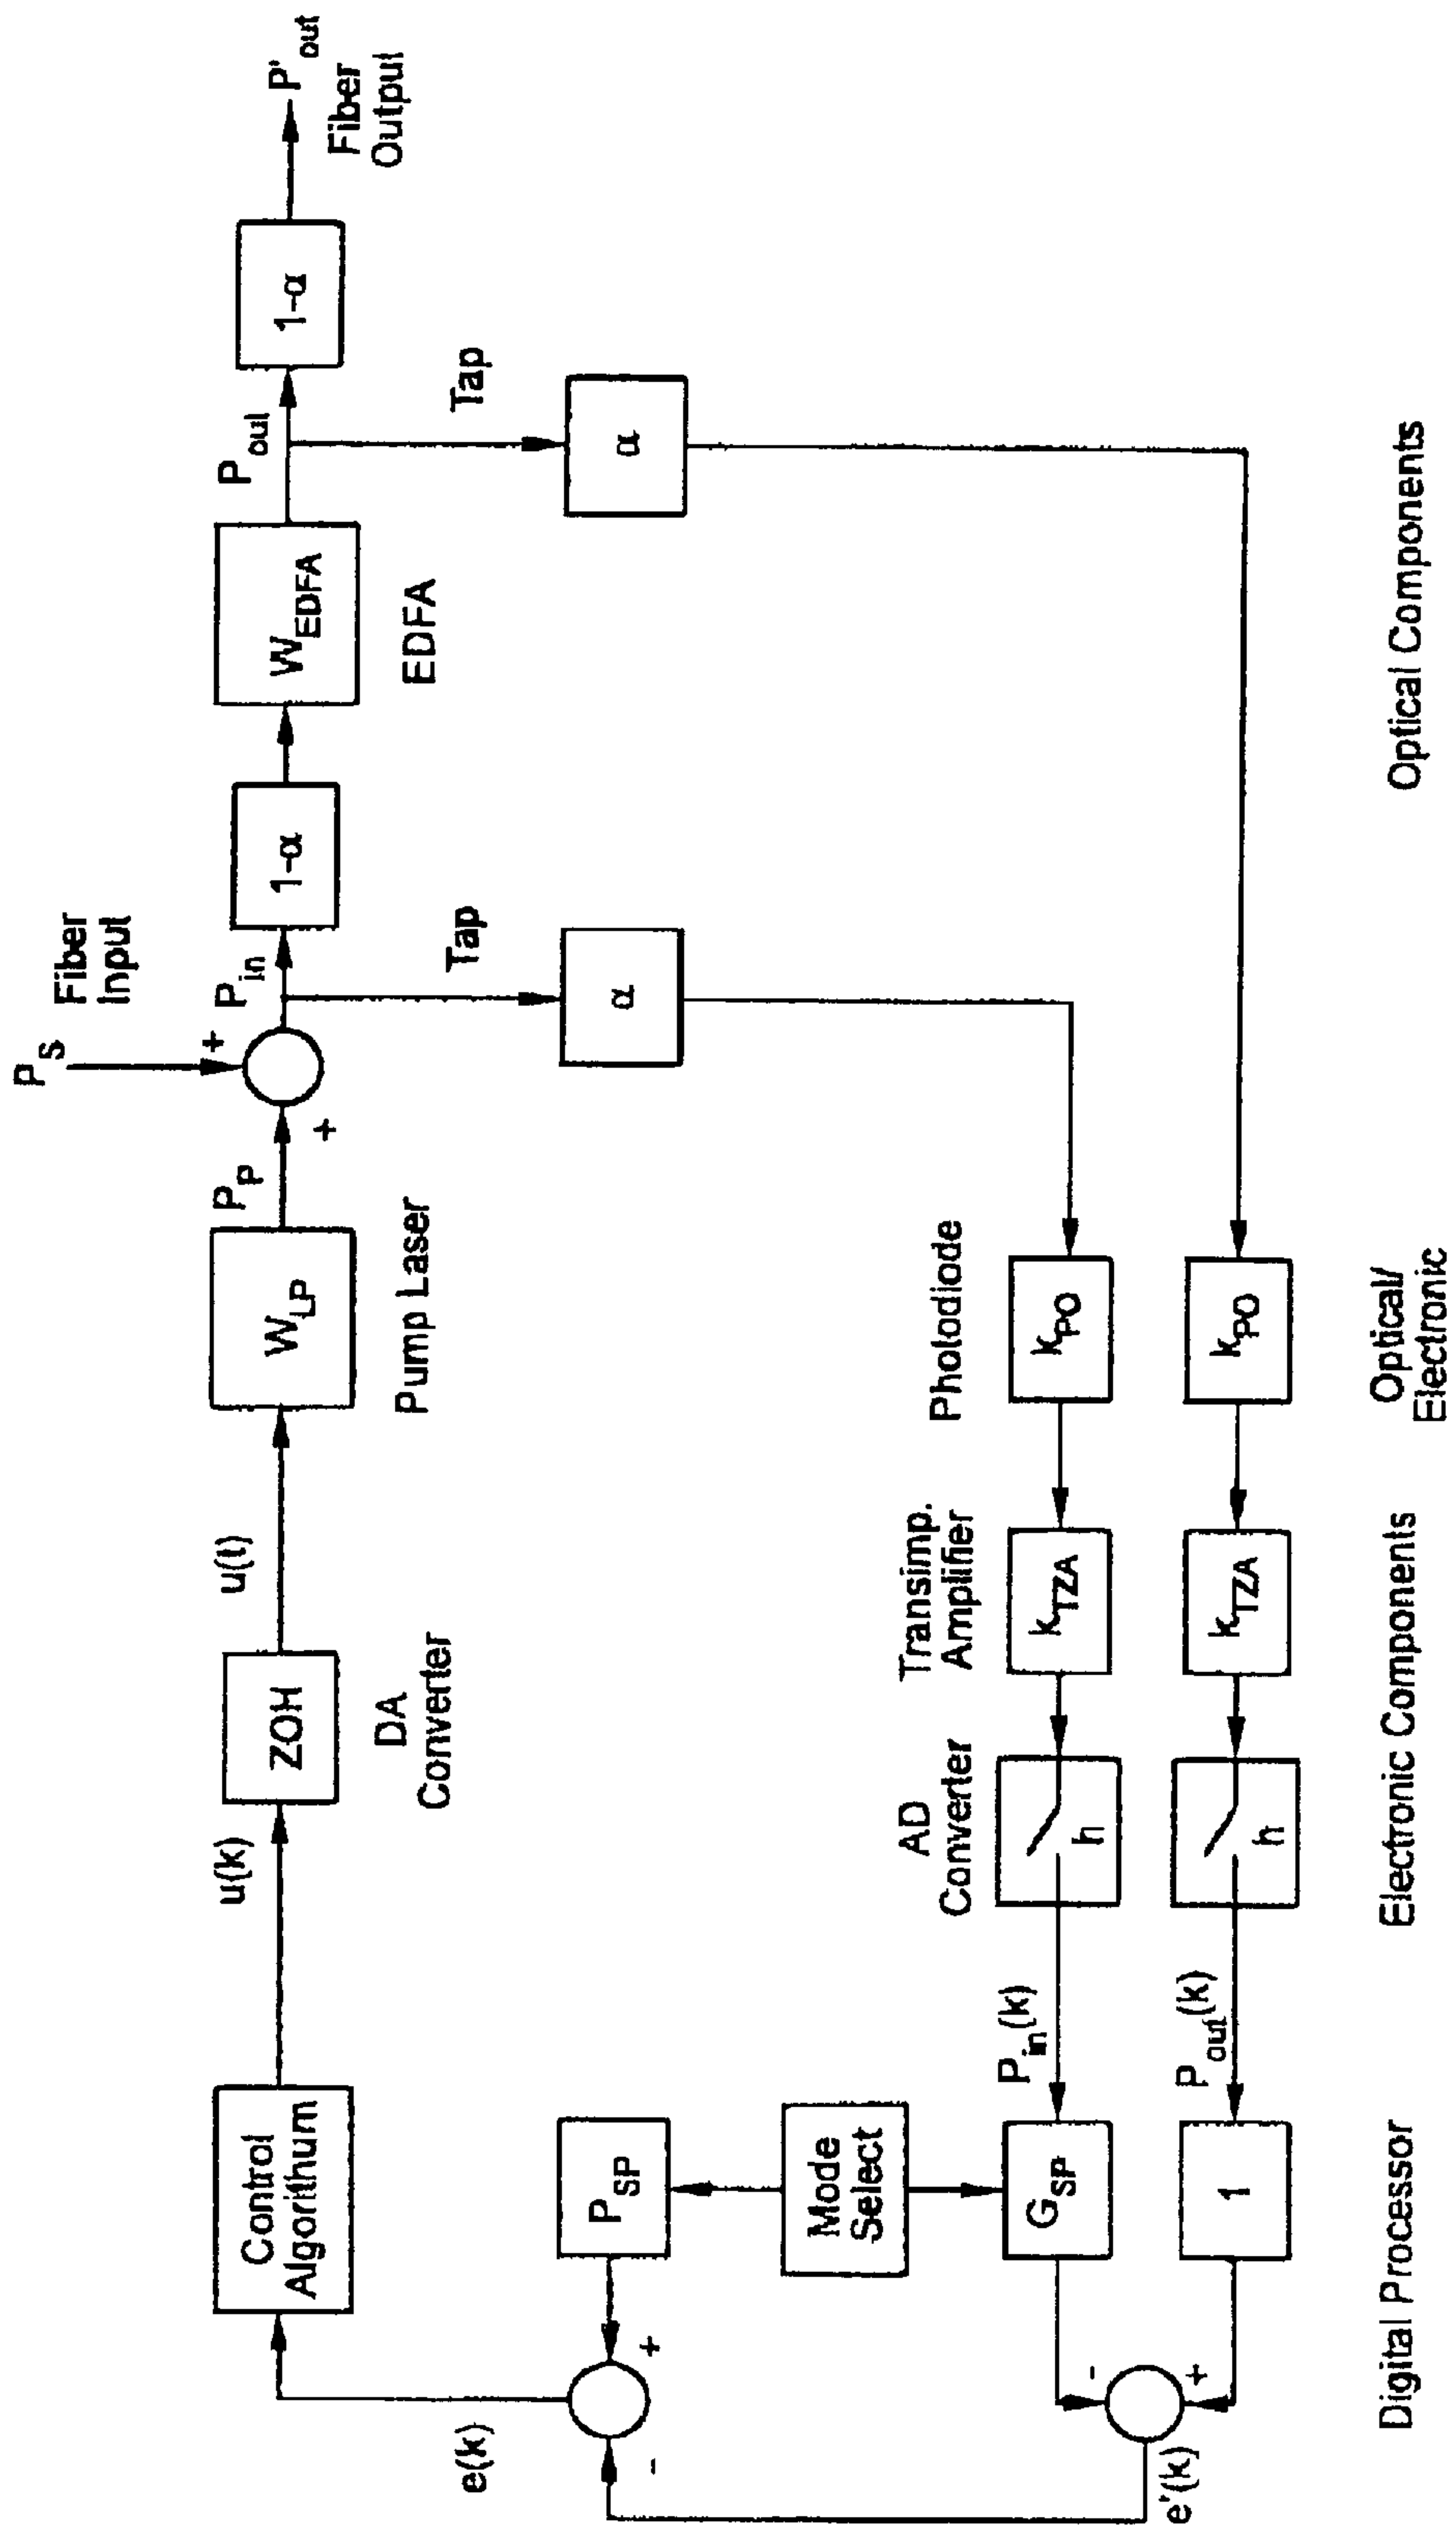 P_S
Fiber
Input
e(k)
Control
Algorithum
u(k)
ZOH
DA
Converter
u(t)
W_LP
Pump Laser
P_P
+
+
P_in
1-α
W_EDFA
EDFA
P_out
1-α
P'_out
Fiber
Output
Tap
α
Tap
α
P_SP
+
-
Mode
Select
G_SP
P_in(k)
AD
Converter
h
Transimp.
Amplifier
k_TZA
Photodiode
k_PO
-
+
e'(k)
1
P_out(k)
h
k_TZA
k_PO
Digital Processor
Electronic Components
Optical/
Electronic
Optical Components